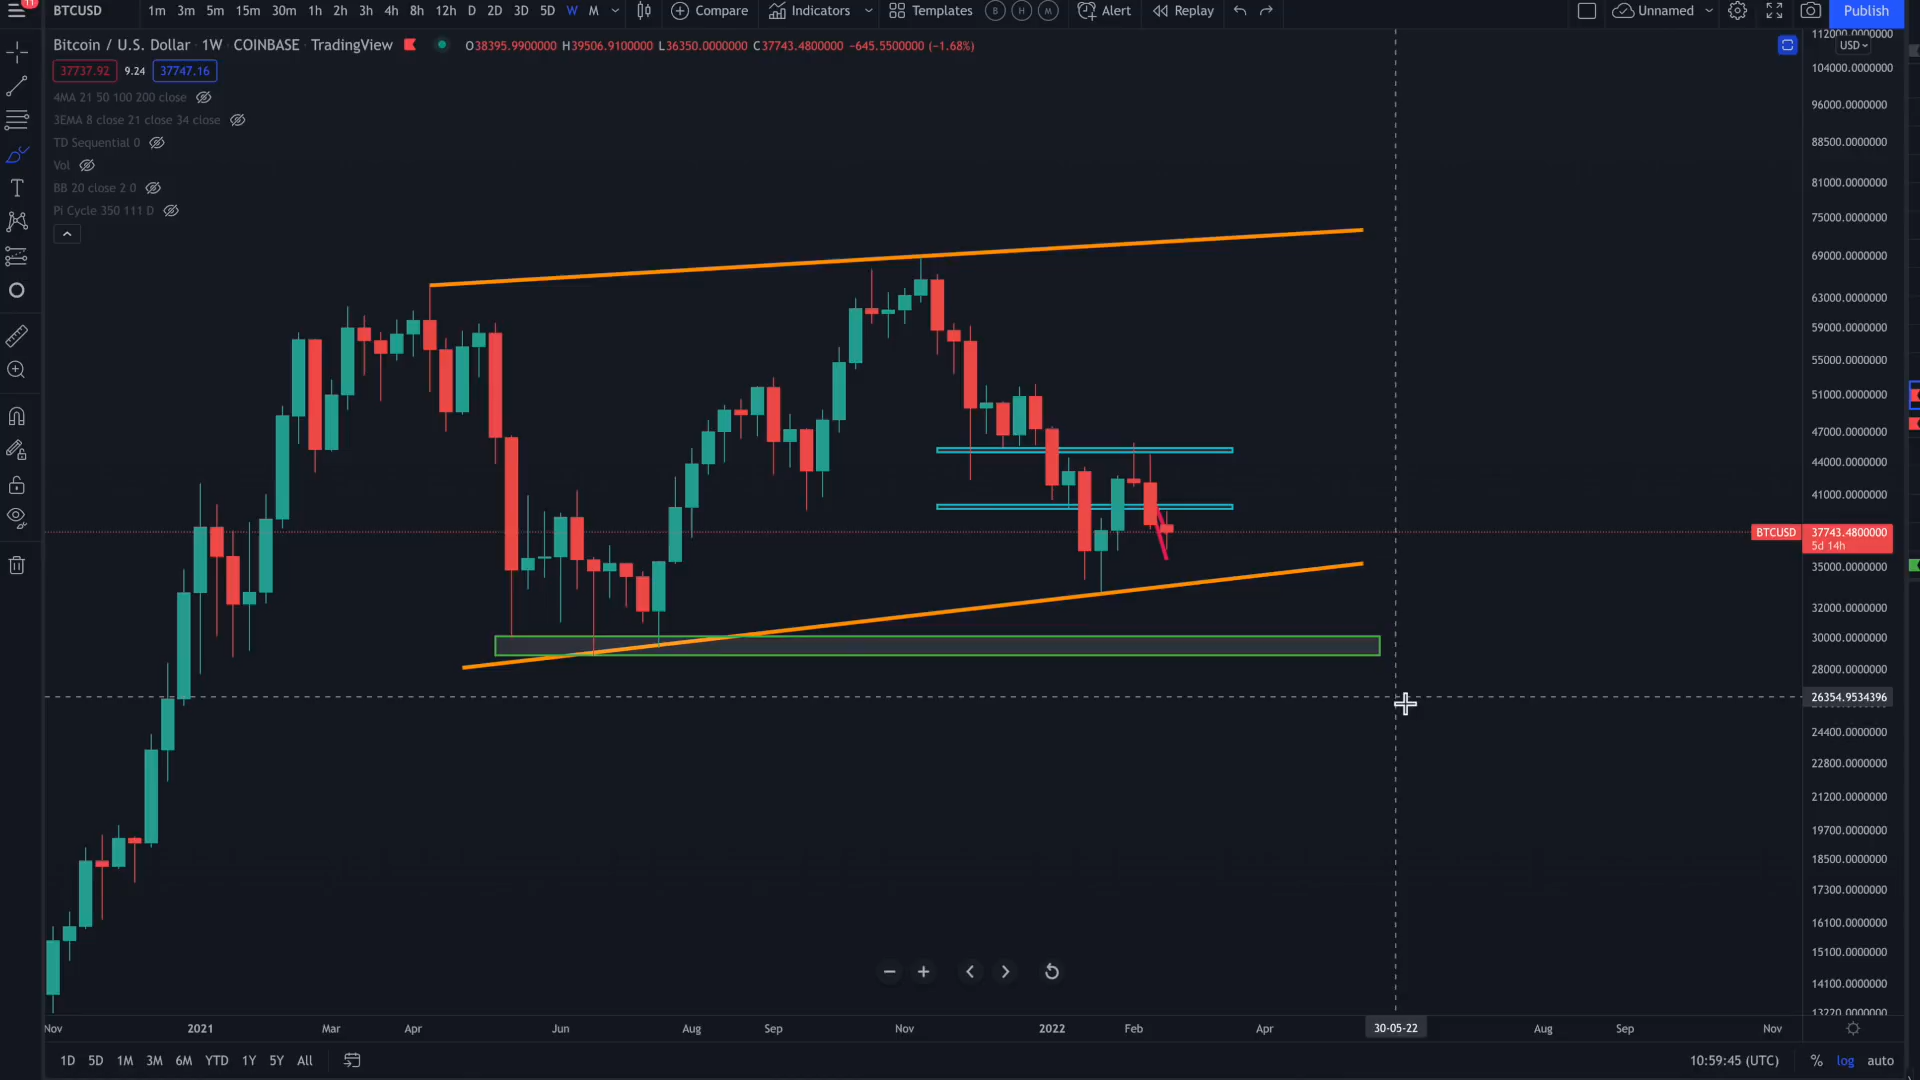 11
BTCUSD 1m 3m 5m 15m 30m 1h 2h 3h 4h 8h 12h D 2D 3D 5D W M Compare Indicators Templates B H M Alert Replay Unnamed Publish
Bitcoin / U.S. Dollar · 1W · COINBASE · TradingView O38395.9900000 H39506.9100000 L36350.0000000 C37743.4800000 −645.5500000 (−1.68%)
37737.92 9.24 37747.16
4MA 21 50 100 200 close
3EMA 8 close 21 close 34 close
TD Sequential 0
Vol
BB 20 close 2 0
Pi Cycle 350 111 D
112000.0000000
USD
104000.0000000
96000.0000000
88500.0000000
81000.0000000
75000.0000000
69000.0000000
63000.0000000
59000.0000000
55000.0000000
51000.0000000
47000.0000000
44000.0000000
41000.0000000
BTCUSD 37743.4800000
5d 14h
35000.0000000
32000.0000000
30000.0000000
28000.0000000
26354.9534396
24400.0000000
22800.0000000
21200.0000000
19700.0000000
18500.0000000
17300.0000000
16100.0000000
15100.0000000
14100.0000000
13220.0000000
Nov 2021 Mar Apr Jun Aug Sep Nov 2022 Feb Apr 30-05-22 Aug Sep Nov
1D 5D 1M 3M 6M YTD 1Y 5Y All 10:59:45 (UTC) % log auto